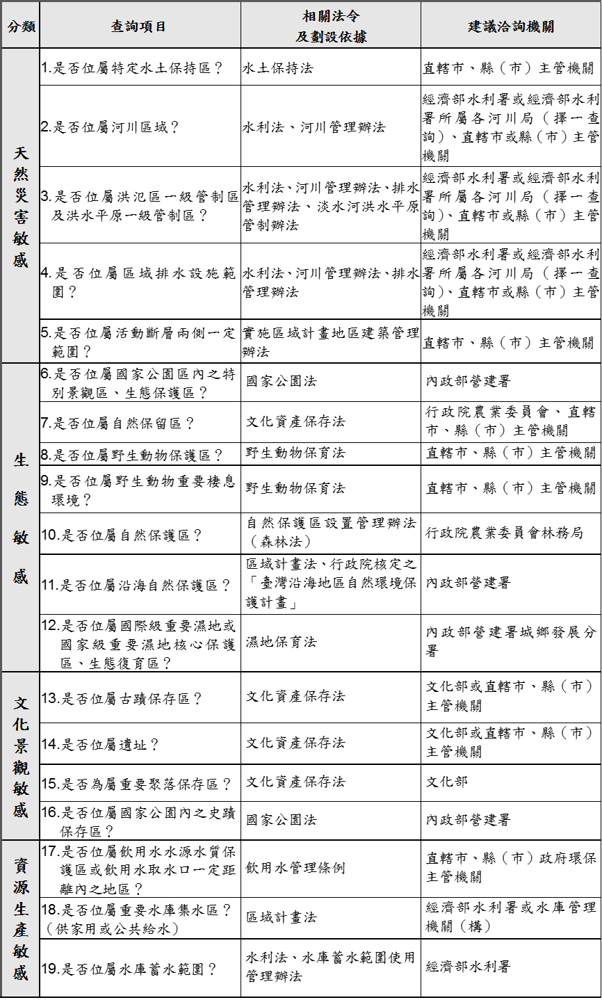 分類
查詢項目
相關法令
及劃設依據
建議洽詢機關
天然災害敏感
1.是否位屬特定水土保持區？
水土保持法
直轄市、縣（市）主管機關
2.是否位屬河川區域？
水利法、河川管理辦法
經濟部水利署或經濟部水利
署所屬各河川局（擇一查
詢）、直轄市或縣（市）主管
機關
3.是否位屬洪氾區一級管制區
及洪水平原一級管制區？
水利法、河川管理辦法、排水
管理辦法、淡水河洪水平原
管制辦法
經濟部水利署或經濟部水利
署所屬各河川局（擇一查
詢）、直轄市或縣（市）主管
機關
4.是否位屬區域排水設施範
圍？
水利法、河川管理辦法、排水
管理辦法
經濟部水利署或經濟部水利
署所屬各河川局（擇一查
詢）、直轄市或縣（市）主管
機關
5.是否位屬活動斷層兩側一定
範圍？
實施區域計畫地區建築管理
辦法
直轄市、縣（市）主管機關
生態敏感
6.是否位屬國家公園區內之特
別景觀區、生態保護區？
國家公園法
內政部營建署
7.是否位屬自然保留區？
文化資產保存法
行政院農業委員會、直轄
市、縣（市）主管機關
8.是否位屬野生動物保護區？
野生動物保育法
直轄市、縣（市）主管機關
9.是否位屬野生動物重要棲息
環境？
野生動物保育法
直轄市、縣（市）主管機關
10.是否位屬自然保護區？
自然保護區設置管理辦法
（森林法）
行政院農業委員會林務局
11.是否位屬沿海自然保護區？
區域計畫法、行政院核定之
「臺灣沿海地區自然環境保
護計畫」
內政部營建署
12.是否位屬國際級重要濕地或
國家級重要濕地核心保護
區、生態復育區？
濕地保育法
內政部營建署城鄉發展分
署
文化景觀敏感
13.是否位屬古蹟保存區？
文化資產保存法
文化部或直轄市、縣（市）
主管機關
14.是否位屬遺址？
文化資產保存法
文化部或直轄市、縣（市）
主管機關
15.是否為屬重要聚落保存區？
文化資產保存法
文化部
16.是否位屬國家公園內之史蹟
保存區？
國家公園法
內政部營建署
資源生產敏感
17.是否位屬飲用水水源水質保
護區或飲用水取水口一定距
離內之地區？
飲用水管理條例
直轄市、縣（市）政府環保
主管機關
18.是否位屬重要水庫集水區？
（供家用或公共給水）
區域計畫法
經濟部水利署或水庫管理
機關（構）
19.是否位屬水庫蓄水範圍？
水利法、水庫蓄水範圍使用
管理辦法
經濟部水利署